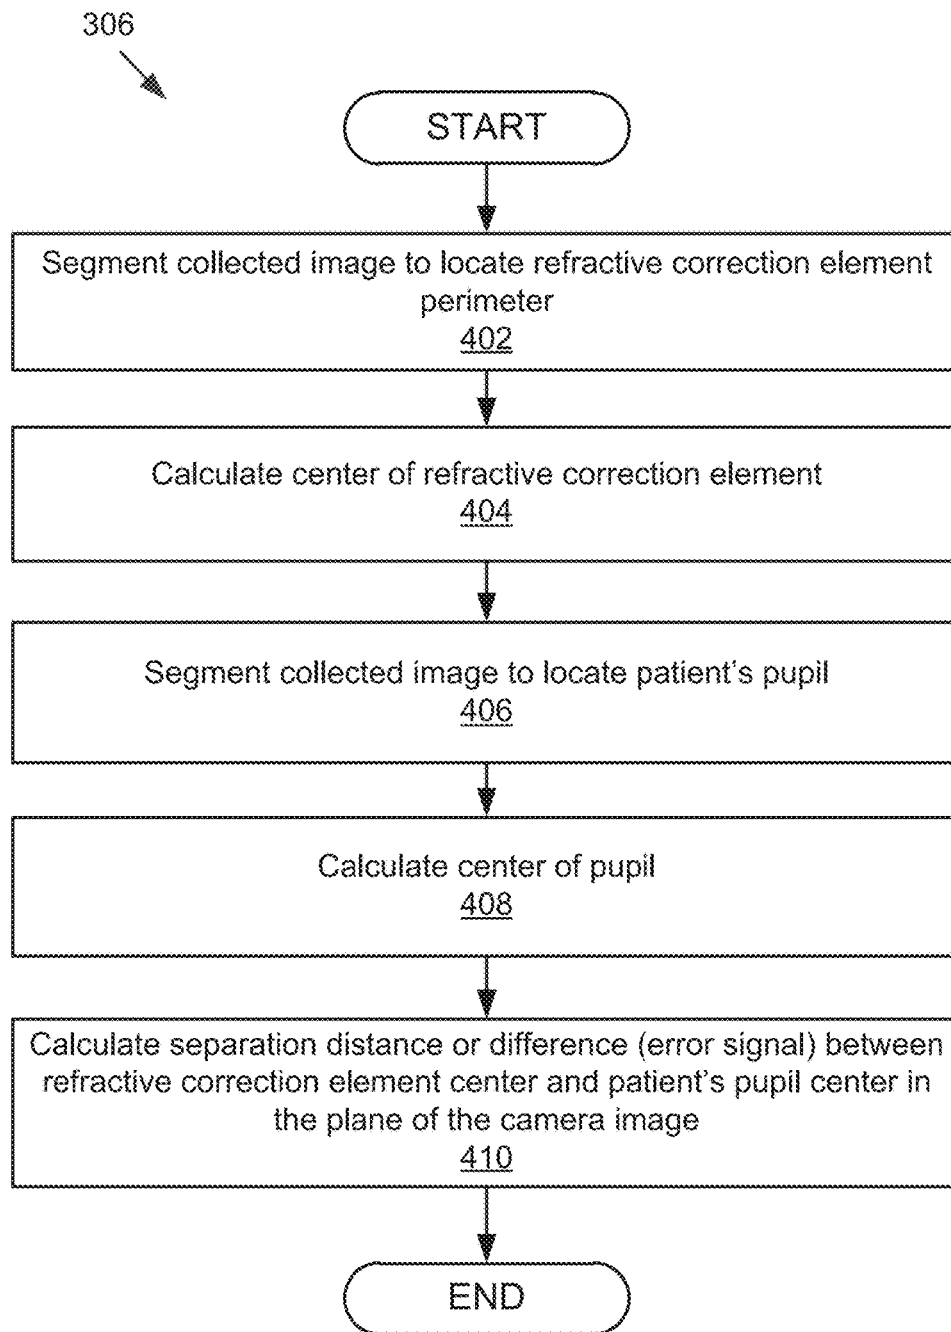 306
START
Segment collected image to locate refractive correction element
perimeter
402
Calculate center of refractive correction element
404
Segment collected image to locate patient's pupil
406
Calculate center of pupil
408
Calculate separation distance or difference (error signal) between
refractive correction element center and patient's pupil center in
the plane of the camera image
410
END